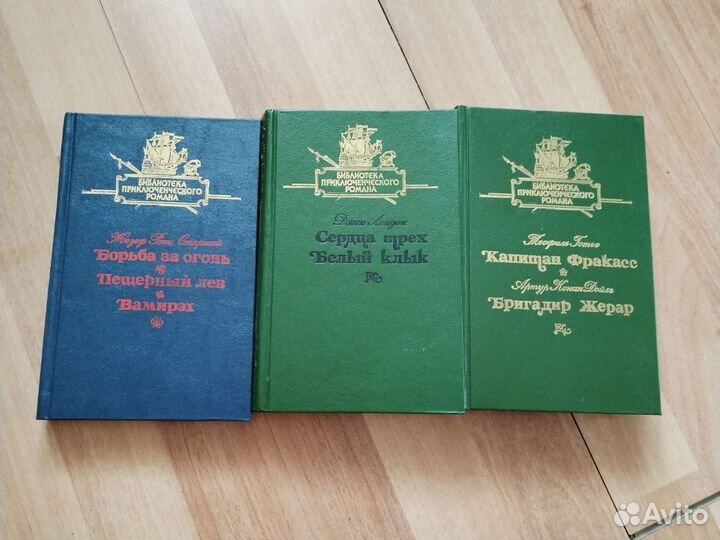 БИБЛИОТЕКА
ПРИКЛЮЧЕНЧЕСКОГО
РОМАНА
Жозеф Рони Старший
Борьба за огонь
Пещерный лев
Вамирэх
БИБЛИОТЕКА
ПРИКЛЮЧЕНЧЕСКОГО
РОМАНА
Джек Лондон
Сердца трех
Белый клык
БИБЛИОТЕКА
ПРИКЛЮЧЕНЧЕСКОГО
РОМАНА
Теофиль Готье
Капитан Фракасс
Артур Конан Дойль
Бригадир Жерар
Avito